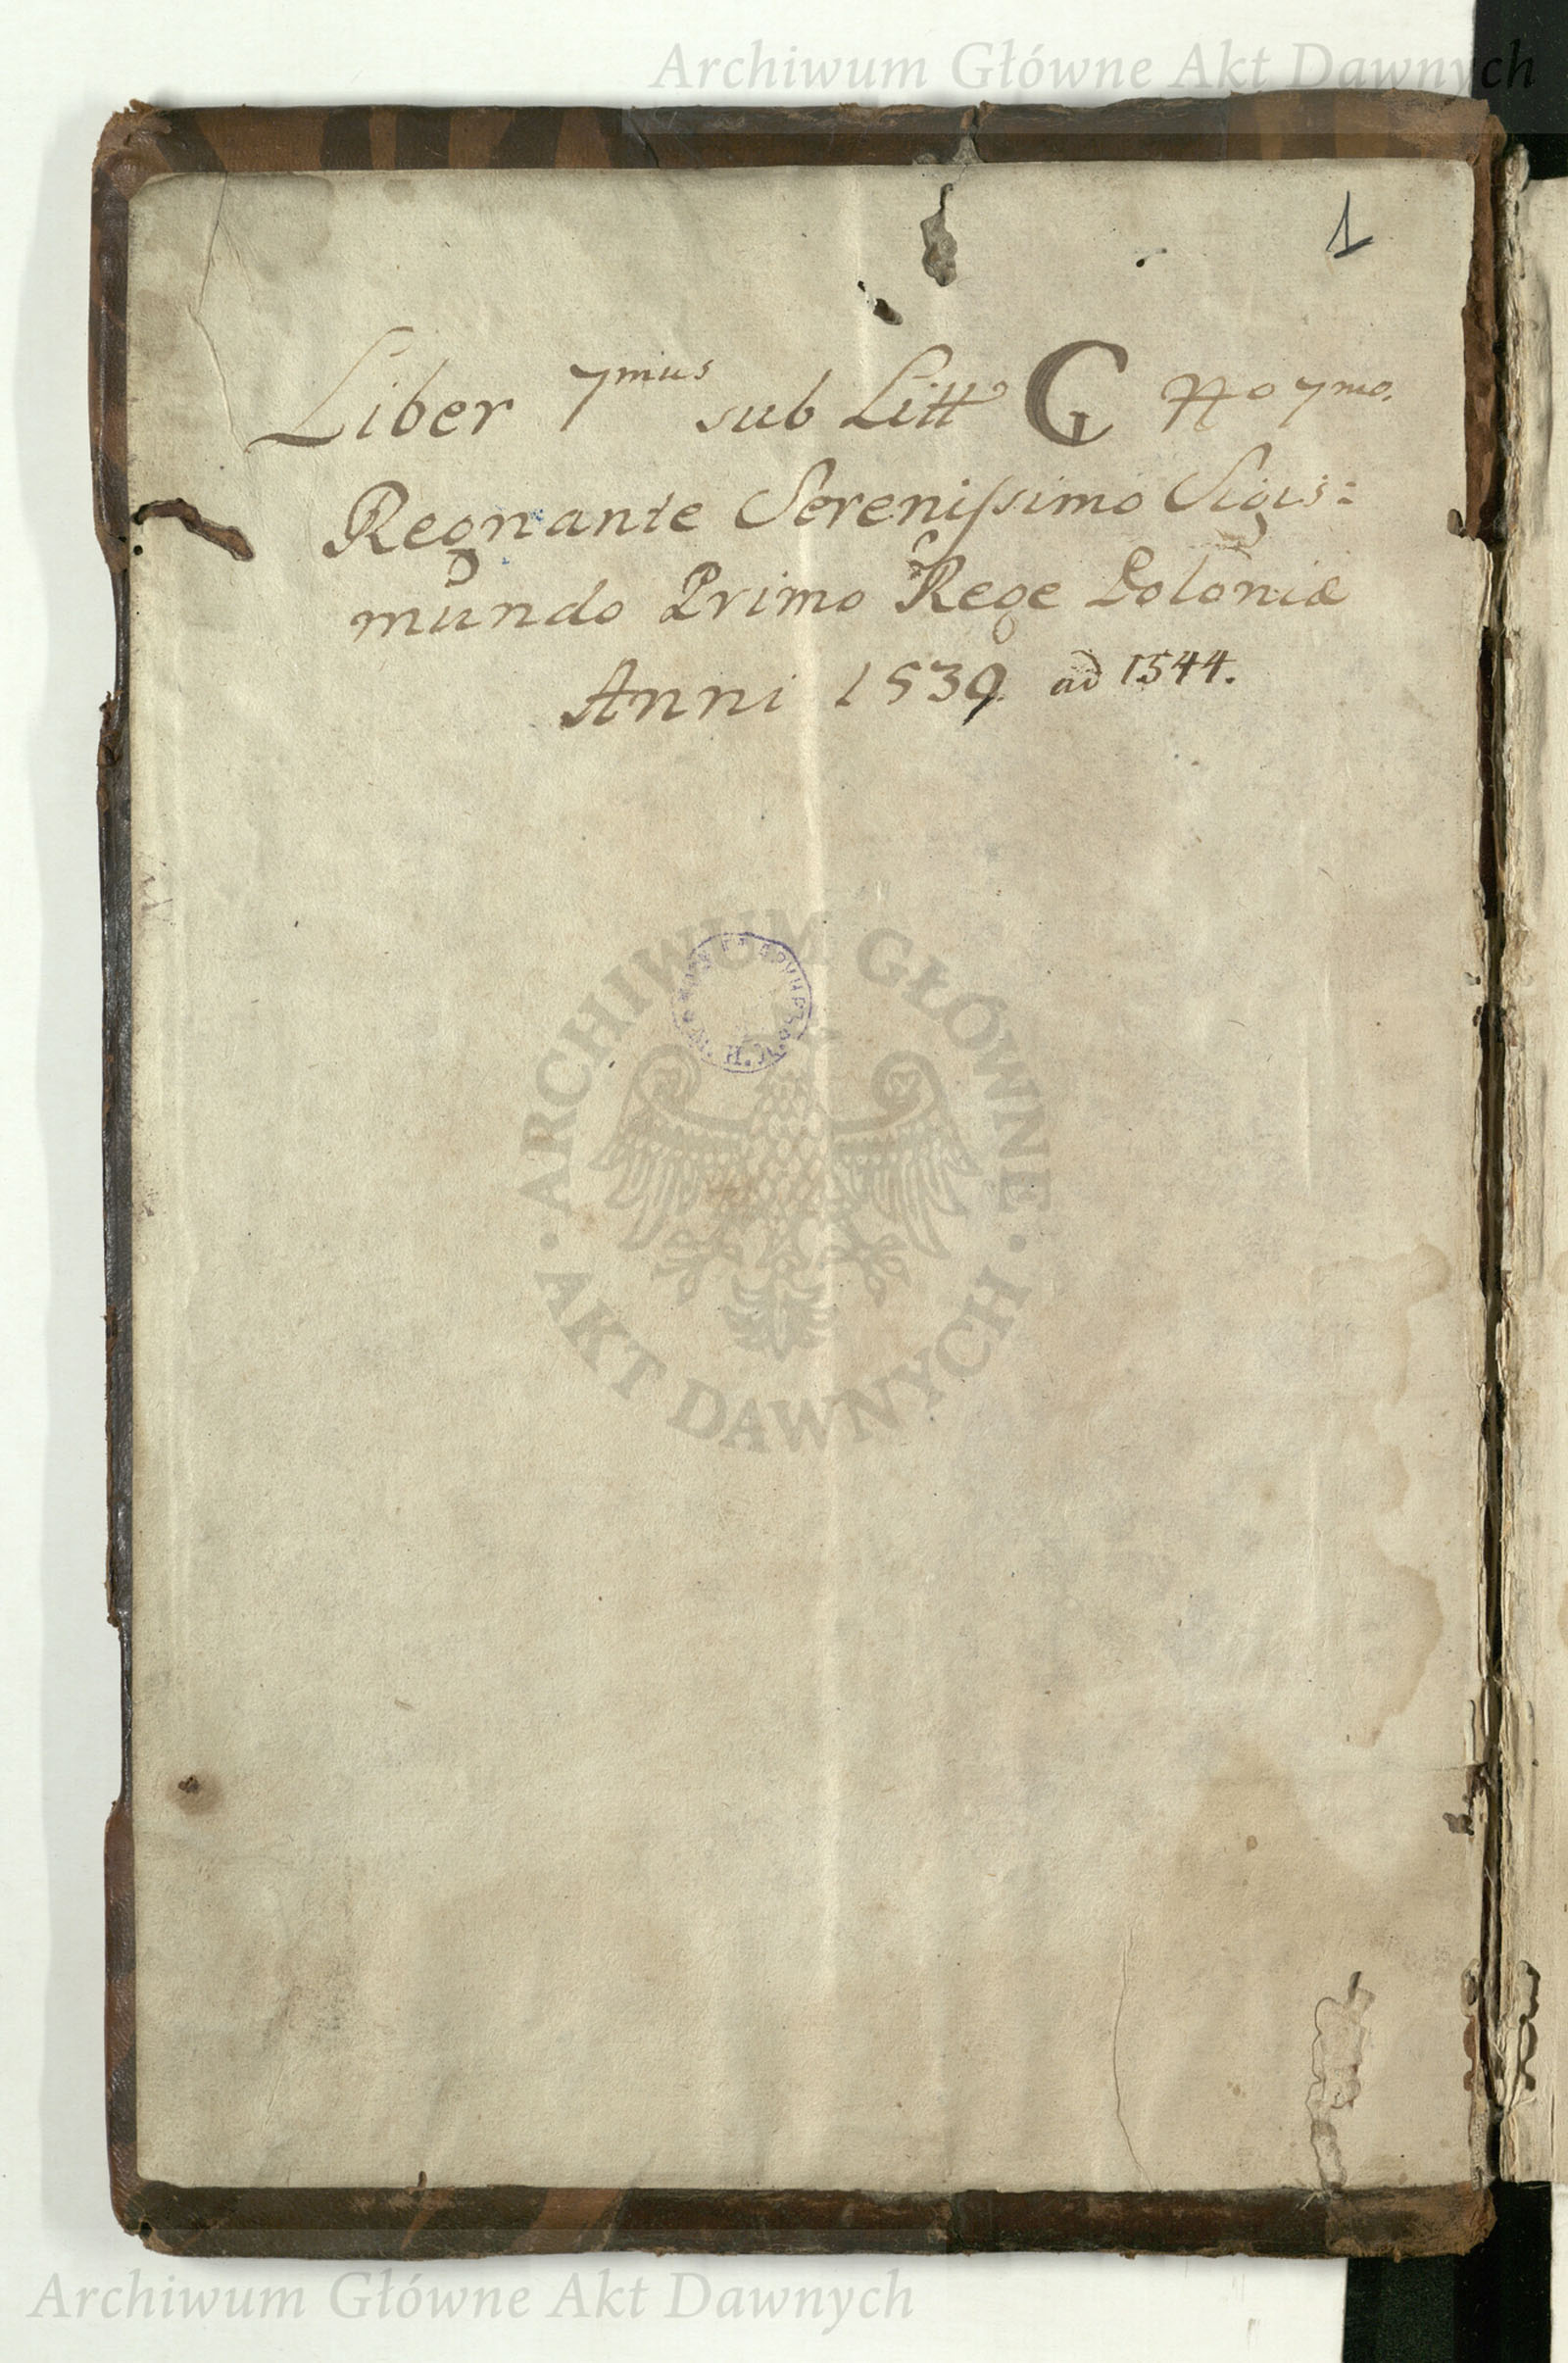 Archiwum Główne Akt Dawnych
1
Liber 7mus sub Litt G No 7mo.
Regnante Serenissimo Sigis:
mundo Primo Rege Poloniæ
Anni 1539. ad 1544.
ARCHIWUM GŁÓWNE
AKT DAWNYCH
Archiwum Główne Akt Dawnych